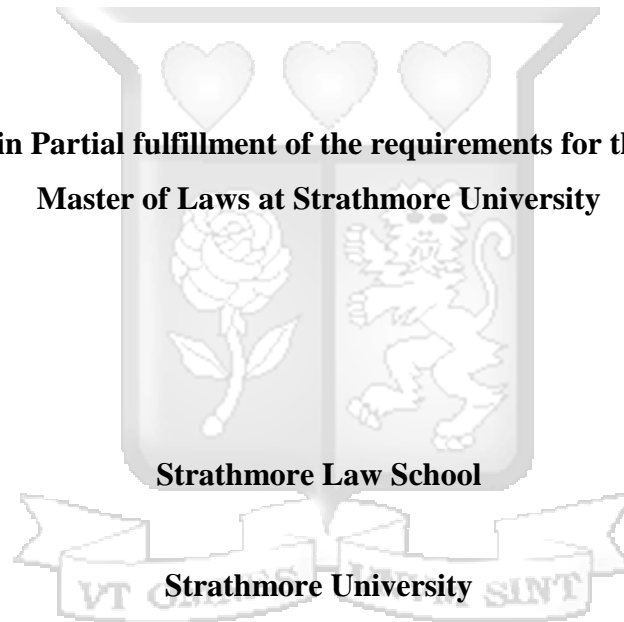 in Partial fulfillment of the requirements for
Master of Laws at Strathmore University
Strathmore Law School
Strathmore University
VT SINT